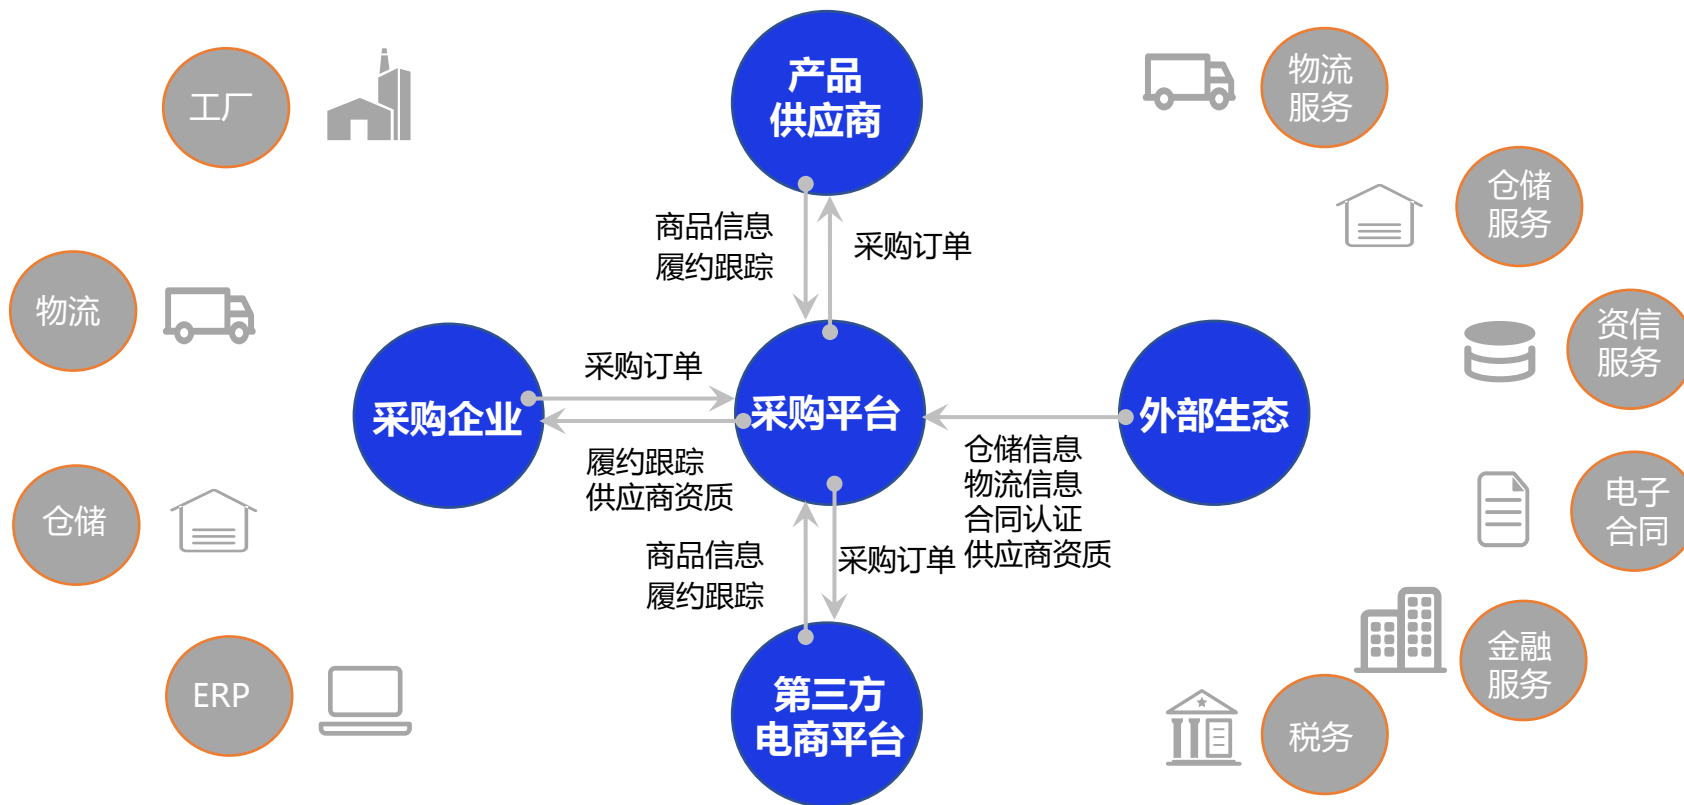 产品
供应商
工厂
物流
服务
仓储
服务
商品信息
履约跟踪
采购订单
物流
资信
服务
采购订单
采购企业
采购平台
外部生态
履约跟踪
供应商资质
仓储信息
物流信息
合同认证
供应商资质
仓储
电子
合同
商品信息
履约跟踪
采购订单
ERP
金融
服务
第三方
电商平台
税务